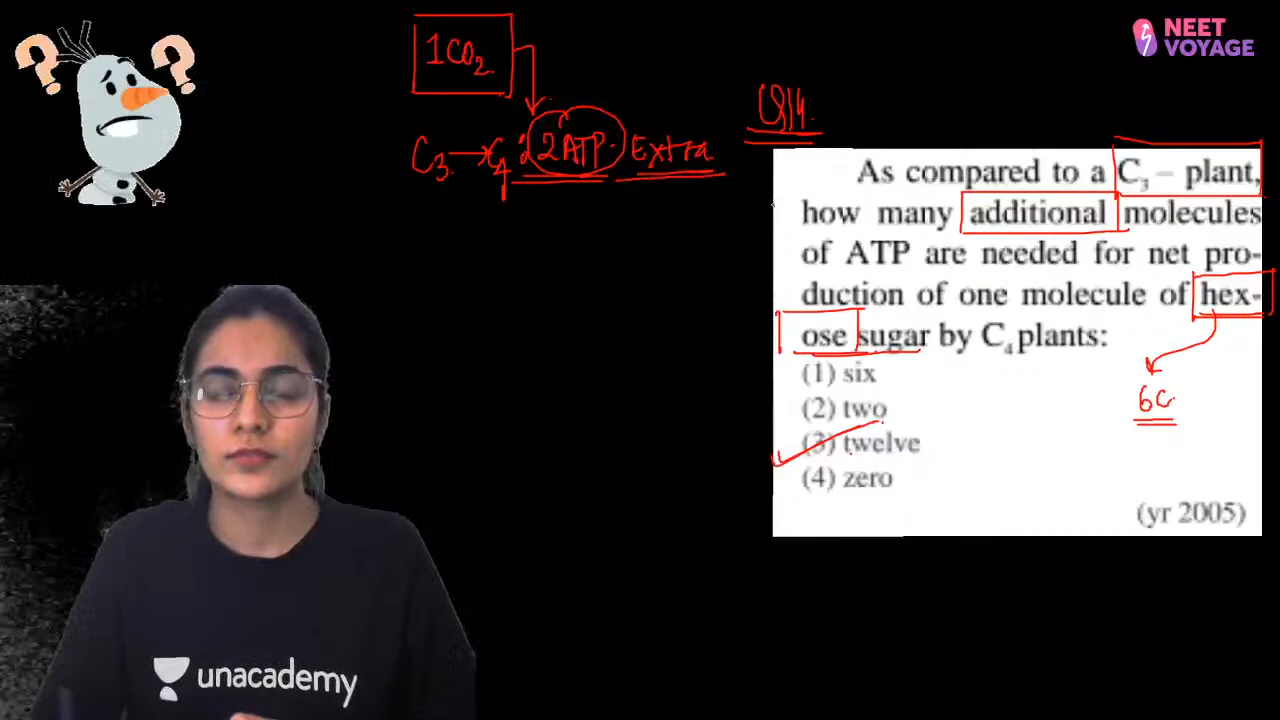 NEET
VOYAGE
1CO2
C3 → C4 : 2ATP Extra
Q14.
As compared to a C3 – plant,
how many additional molecules
of ATP are needed for net pro-
duction of one molecule of hex-
ose sugar by C4 plants:
(1) six
(2) two
(3) twelve
(4) zero
(yr 2005)
6C
unacademy